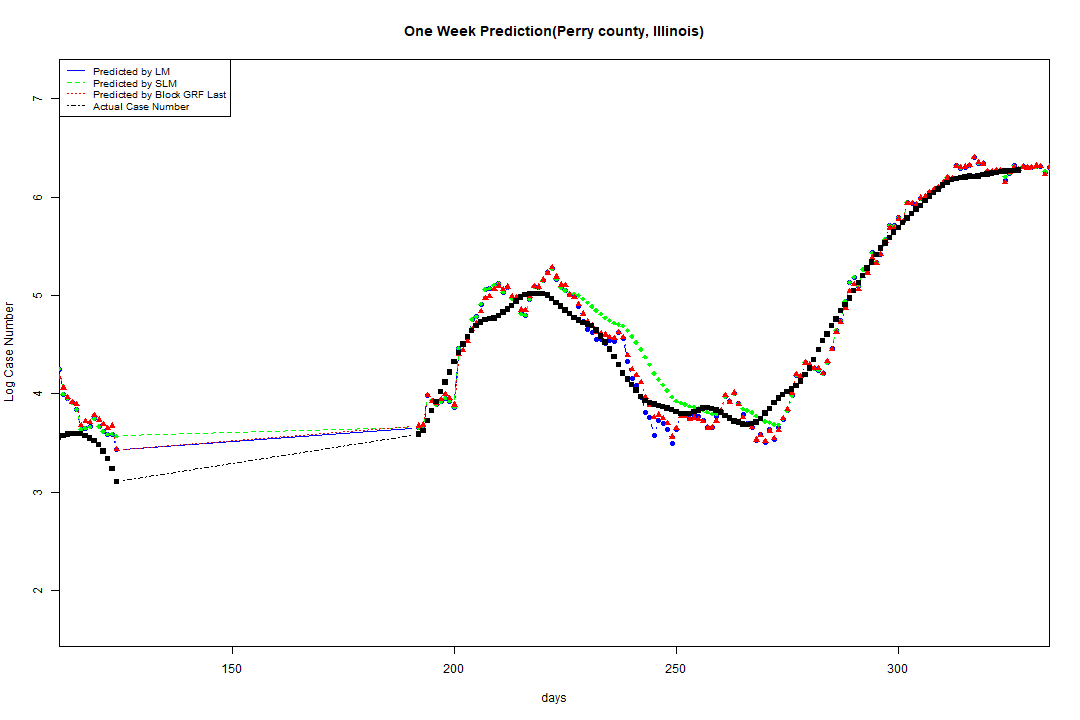 One Week Prediction(Perry county, Illinois)
Predicted by LM
Predicted by SLM
Predicted by Block GRF Last
Actual Case Number
7
6
5
4
3
2
Log Case Number
150 200 250 300
days